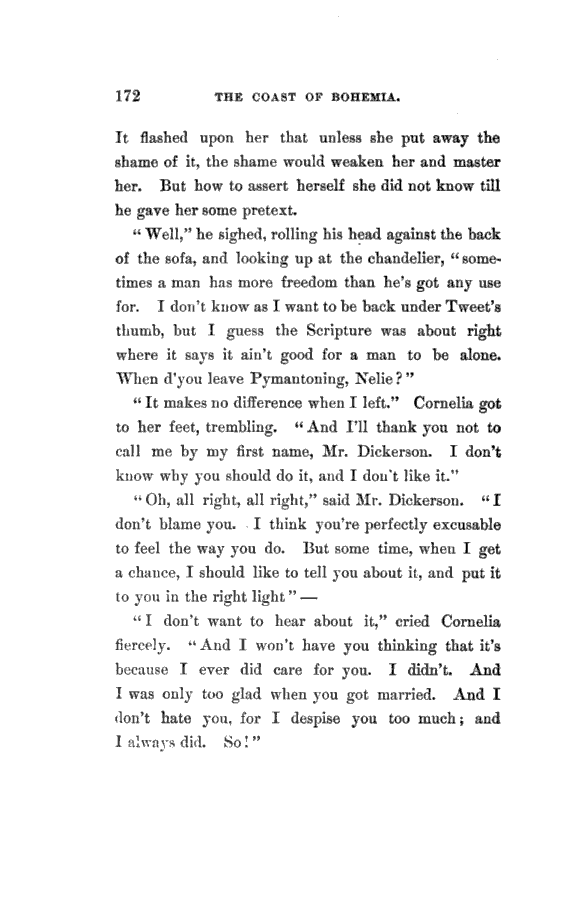 172 THE COAST OF BOHEMIA.
It flashed upon her that unless she put away the
shame of it, the shame would weaken her and master
her. But how to assert herself she did not know till
he gave her some pretext.
“Well,” he sighed, rolling his head against the back
of the sofa, and looking up at the chandelier, “some-
times a man has more freedom than he's got any use
for. I don't know as I want to be back under Tweet's
thumb, but I guess the Scripture was about right
where it says it ain't good for a man to be alone.
When d'you leave Pymantoning, Nelie?”
“It makes no difference when I left.” Cornelia got
to her feet, trembling. “And I'll thank you not to
call me by my first name, Mr. Dickerson. I don't
know why you should do it, and I don't like it.”
“Oh, all right, all right,” said Mr. Dickerson. “I
don't blame you. I think you're perfectly excusable
to feel the way you do. But some time, when I get
a chance, I should like to tell you about it, and put it
to you in the right light”—
“I don't want to hear about it,” cried Cornelia
fiercely. “And I won't have you thinking that it's
because I ever did care for you. I didn't. And
I was only too glad when you got married. And I
don't hate you, for I despise you too much; and
I always did. So!”